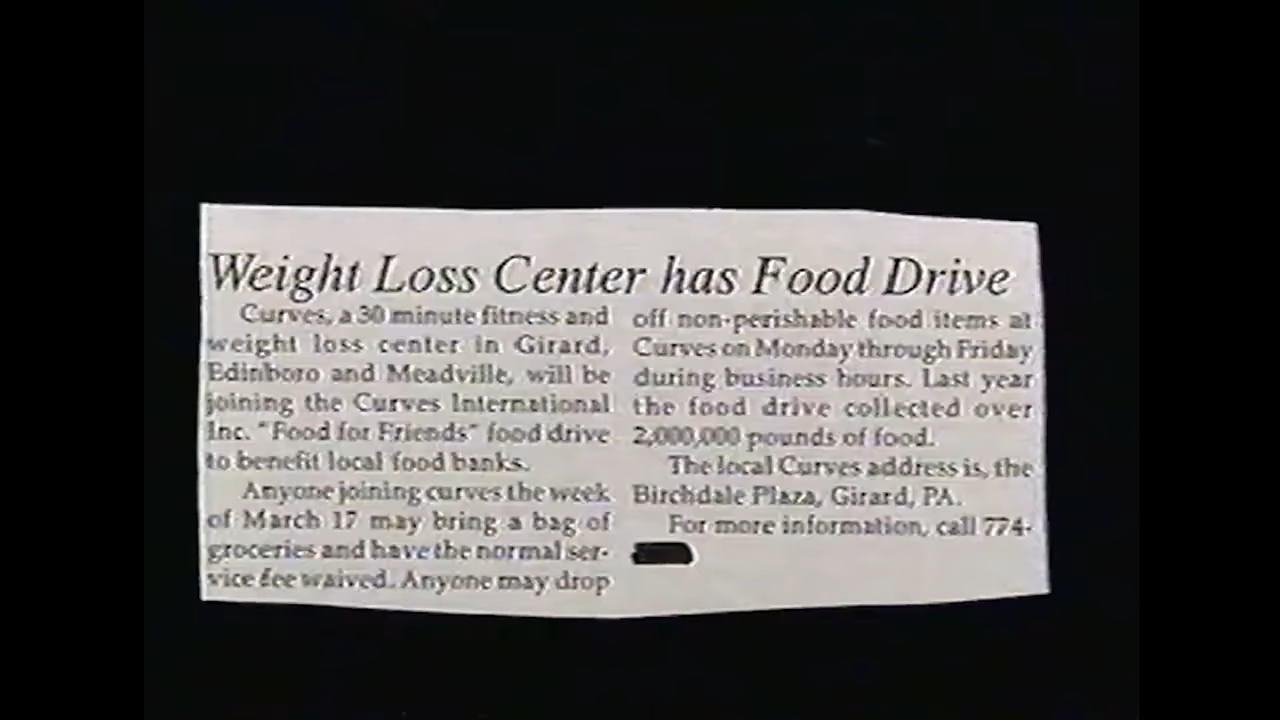 Weight Loss Center has Food Drive
Curves, a 30 minute fitness and
weight loss center in Girard,
Edinboro and Meadville, will be
joining the Curves International
Inc. "Food for Friends" food drive
to benefit local food banks.
Anyone joining curves the week
of March 17 may bring a bag of
groceries and have the normal ser-
vice fee waived. Anyone may drop
off non-perishable food items at
Curves on Monday through Friday
during business hours. Last year
the food drive collected over
2,000,000 pounds of food.
The local Curves address is, the
Birchdale Plaza, Girard, PA.
For more information, call 774-